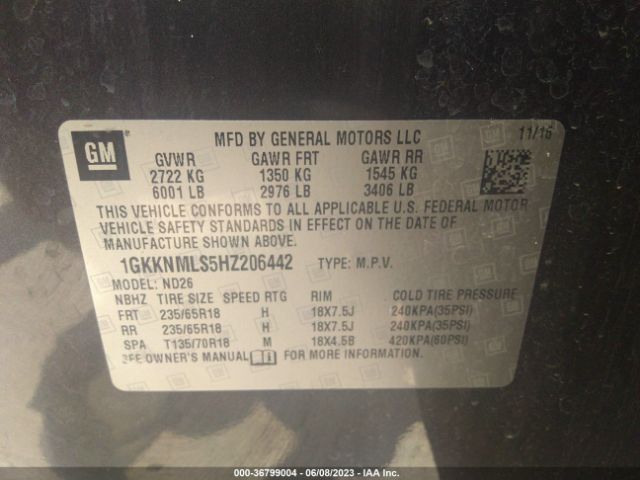 GM
MFD BY GENERAL MOTORS LLC 11/16
GVWR GAWR FRT GAWR RR
2722 KG 1350 KG 1545 KG
6001 LB 2976 LB 3406 LB
THIS VEHICLE CONFORMS TO ALL APPLICABLE U.S. FEDERAL MOTOR
VEHICLE SAFETY STANDARDS IN EFFECT ON THE DATE OF
MANUFACTURE SHOWN ABOVE.
1GKKNMLS5HZ206442 TYPE: M.P.V.
MODEL: ND26
NBHZ TIRE SIZE SPEED RTG RIM COLD TIRE PRESSURE
FRT 235/65R18 H 18X7.5J 240KPA(35PSI)
RR 235/65R18 H 18X7.5J 240KPA(35PSI)
SPA T135/70R18 M 18X4.5B 420KPA(60PSI)
SEE OWNER'S MANUAL FOR MORE INFORMATION.
000-36799004 / 06/08/2023 - IAA Inc.